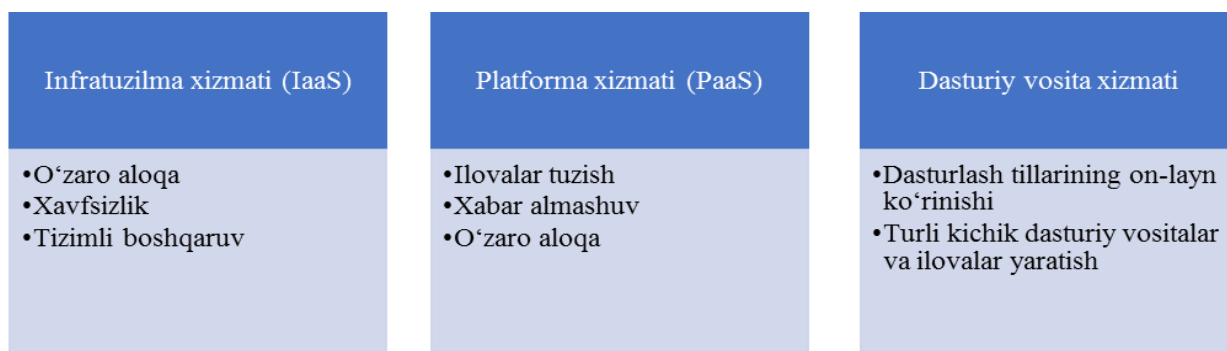 Infratuzilma xizmati (IaaS)
•O‘zaro aloqa
•Xavfsizlik
•Tizimli boshqaruv
Platforma xizmati (PaaS)
•Ilovalar tuzish
•Xabar almashuv
•O‘zaro aloqa
Dasturiy vosita xizmati
•Dasturlash tillarining on-layn
ko‘rinishi
•Turli kichik dasturiy vositalar
va ilovalar yaratish